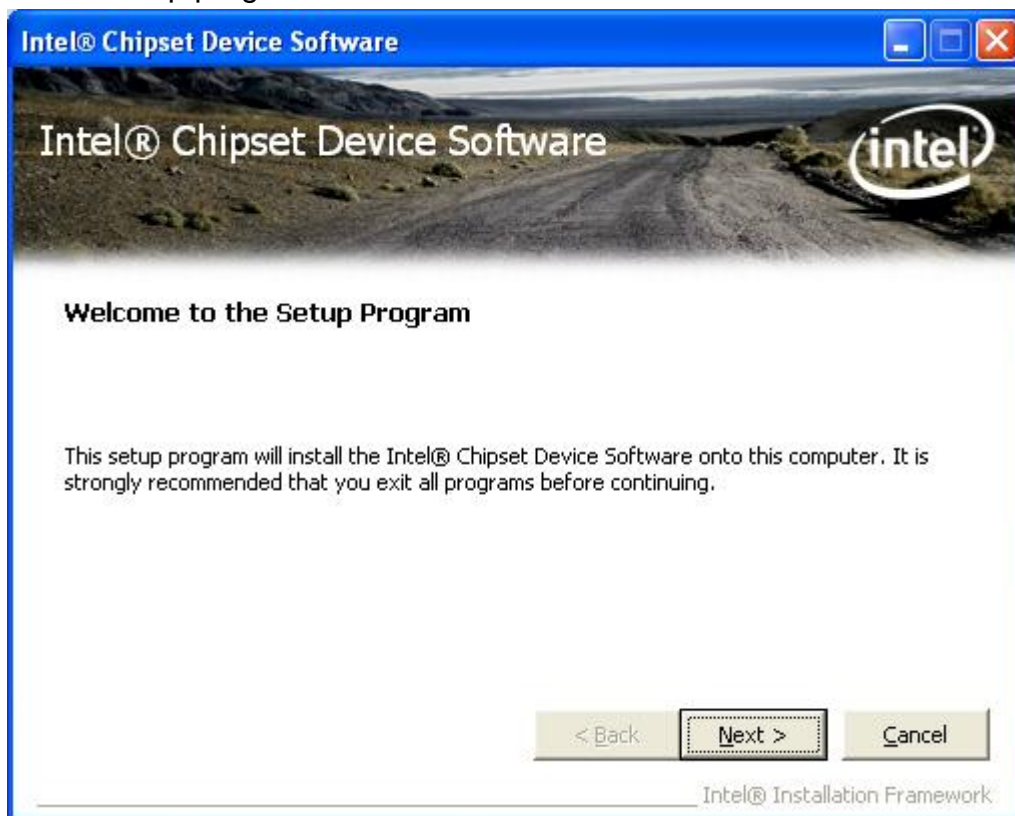 Intel® Chipset Device Software
Intel® Chipset Device Software
intel®
Welcome to the Setup Program
This setup program will install the Intel® Chipset Device Software onto this computer. It is
strongly recommended that you exit all programs before continuing.
< Back Next > Cancel
Intel® Installation Framework